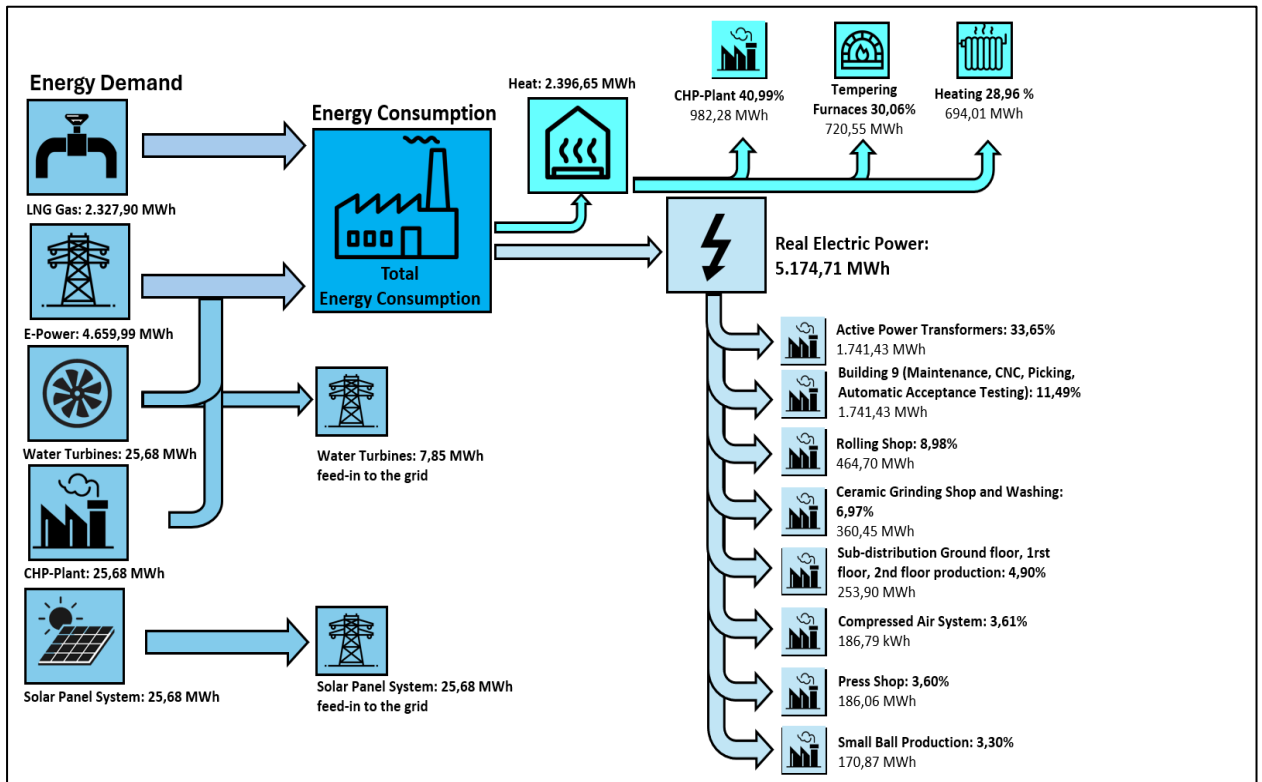 Energy Demand
LNG Gas: 2.327,90 MWh
E-Power: 4.659,99 MWh
Water Turbines: 25,68 MWh
CHP-Plant: 25,68 MWh
Solar Panel System: 25,68 MWh
Energy Consumption
Total
Energy Consumption
Water Turbines: 7,85 MWh
feed-in to the grid
Solar Panel System: 25,68 MWh
feed-in to the grid
Heat: 2.396,65 MWh
CHP-Plant 40,99%
982,28 MWh
Tempering
Furnaces 30,06%
720,55 MWh
Heating 28,96 %
694,01 MWh
Real Electric Power:
5.174,71 MWh
Active Power Transformers: 33,65%
1.741,43 MWh
Building 9 (Maintenance, CNC, Picking,
Automatic Acceptance Testing): 11,49%
1.741,43 MWh
Rolling Shop: 8,98%
464,70 MWh
Ceramic Grinding Shop and Washing:
6,97%
360,45 MWh
Sub-distribution Ground floor, 1rst
floor, 2nd floor production: 4,90%
253,90 MWh
Compressed Air System: 3,61%
186,79 kWh
Press Shop: 3,60%
186,06 MWh
Small Ball Production: 3,30%
170,87 MWh